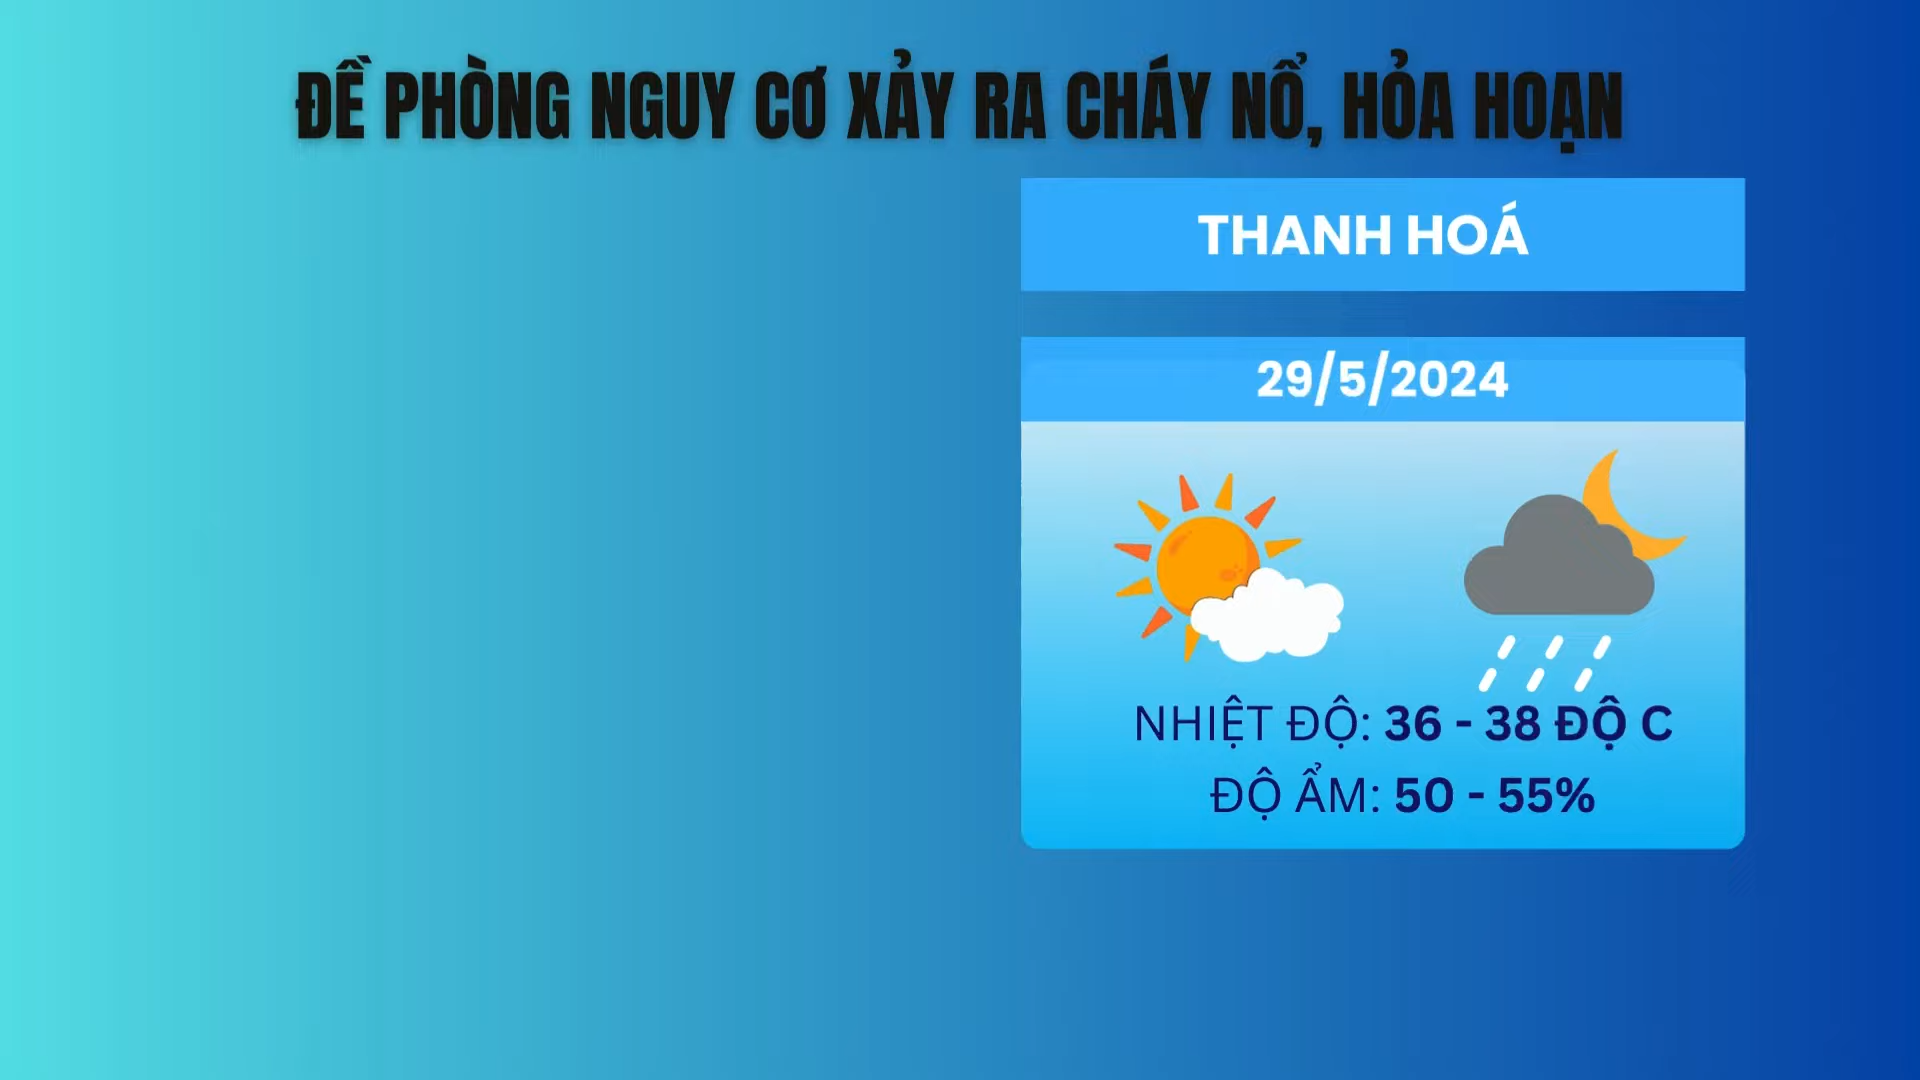 ĐỀ PHÒNG NGUY CƠ XẢY RA CHÁY NỔ, HỎA HOẠN
THANH HOÁ
29/5/2024
NHIỆT ĐỘ: 36 - 38 ĐỘ C
ĐỘ ẨM: 50 - 55%